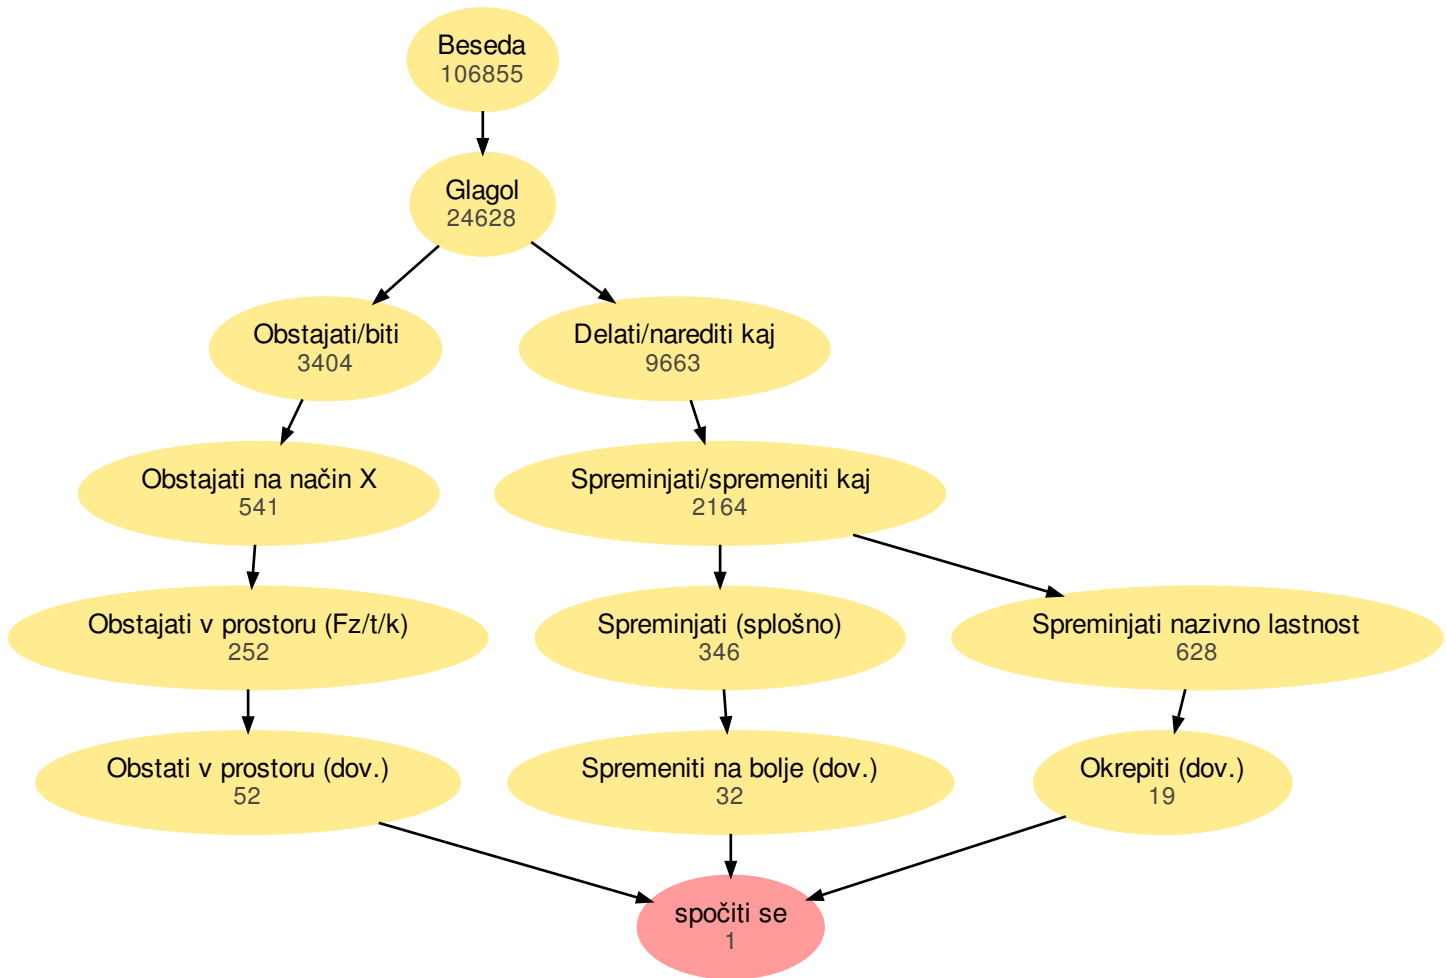 Beseda
106855
Glagol
24628
Obstajati/biti
3404
Delati/narediti kaj
9663
Obstajati na način X
541
Spreminjati/spremeniti kaj
2164
Obstajati v prostoru (Fz/t/k)
252
Spreminjati (splošno)
346
Spreminjati nazivno lastnost
628
Obstati v prostoru (dov.)
52
Spremeniti na bolje (dov.)
32
Okrepiti (dov.)
19
spočiti se
1